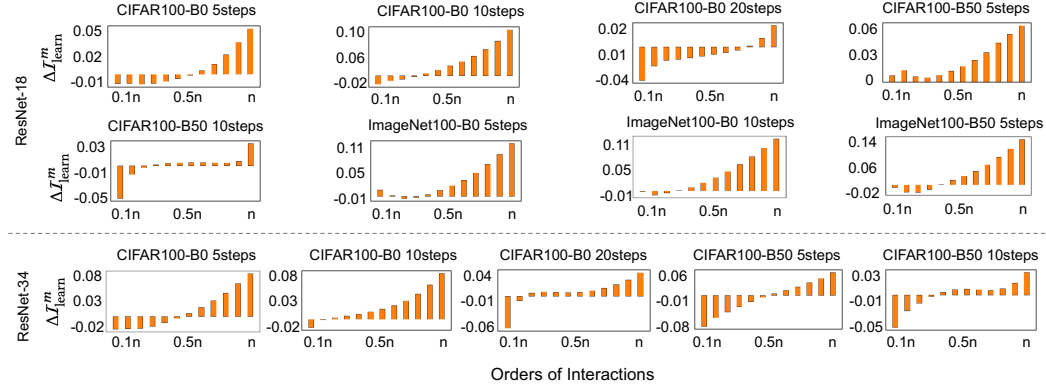 CIFAR100-B0 5steps
CIFAR100-B0 10steps
CIFAR100-B0 20steps
CIFAR100-B50 5steps
ResNet-18
ΔI^m_learn
0.05
0.01
-0.01
0.1n 0.5n n
0.10
0.06
0.02
-0.02
0.1n 0.5n n
0.02
0.01
-0.04
0.1n 0.5n n
0.06
0.03
0
0.1n 0.5n n
CIFAR100-B50 10steps
ImageNet100-B0 5steps
ImageNet100-B0 10steps
ImageNet100-B50 5steps
ΔI^m_learn
0.03
-0.01
-0.05
0.1n 0.5n n
0.11
0.05
-0.01
0.1n 0.5n n
0.11
0.05
-0.01
0.1n 0.5n n
0.14
0.06
-0.02
0.1n 0.5n n
CIFAR100-B0 5steps
CIFAR100-B0 10steps
CIFAR100-B0 20steps
CIFAR100-B50 5steps
CIFAR100-B50 10steps
ResNet-34
ΔI^m_learn
0.08
0.03
-0.02
0.1n 0.5n n
0.08
0.03
-0.02
0.1n 0.5n n
0.04
-0.01
-0.06
0.1n 0.5n n
0.06
-0.01
-0.08
0.1n 0.5n n
0.03
-0.01
-0.05
0.1n 0.5n n
Orders of Interactions